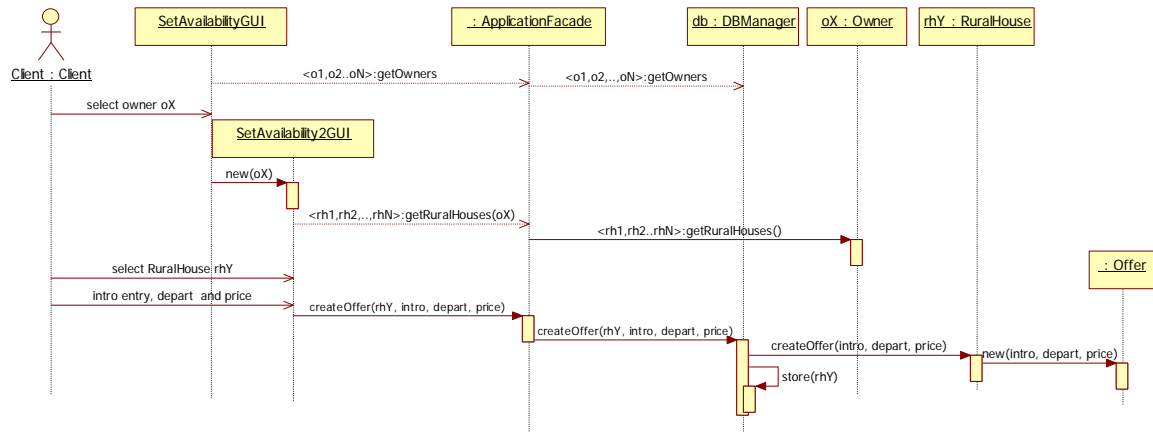 SetAvailabilityGUI
_ : ApplicationFacade
db : DBManager
oX : Owner
rhY : RuralHouse
Client : Client
<o1,o2..oN>:getOwners
<o1,o2,..,oN>:getOwners
select owner oX
SetAvailability2GUI
new(oX)
<rh1,rh2,..,rhN>:getRuralHouses(oX)
<rh1,rh2..rhN>:getRuralHouses()
_ : Offer
select RuralHouse rhY
intro entry, depart and price
createOffer(rhY, intro, depart, price)
createOffer(rhY, intro, depart, price)
createOffer(intro, depart, price)
new(intro, depart, price)
store(rhY)